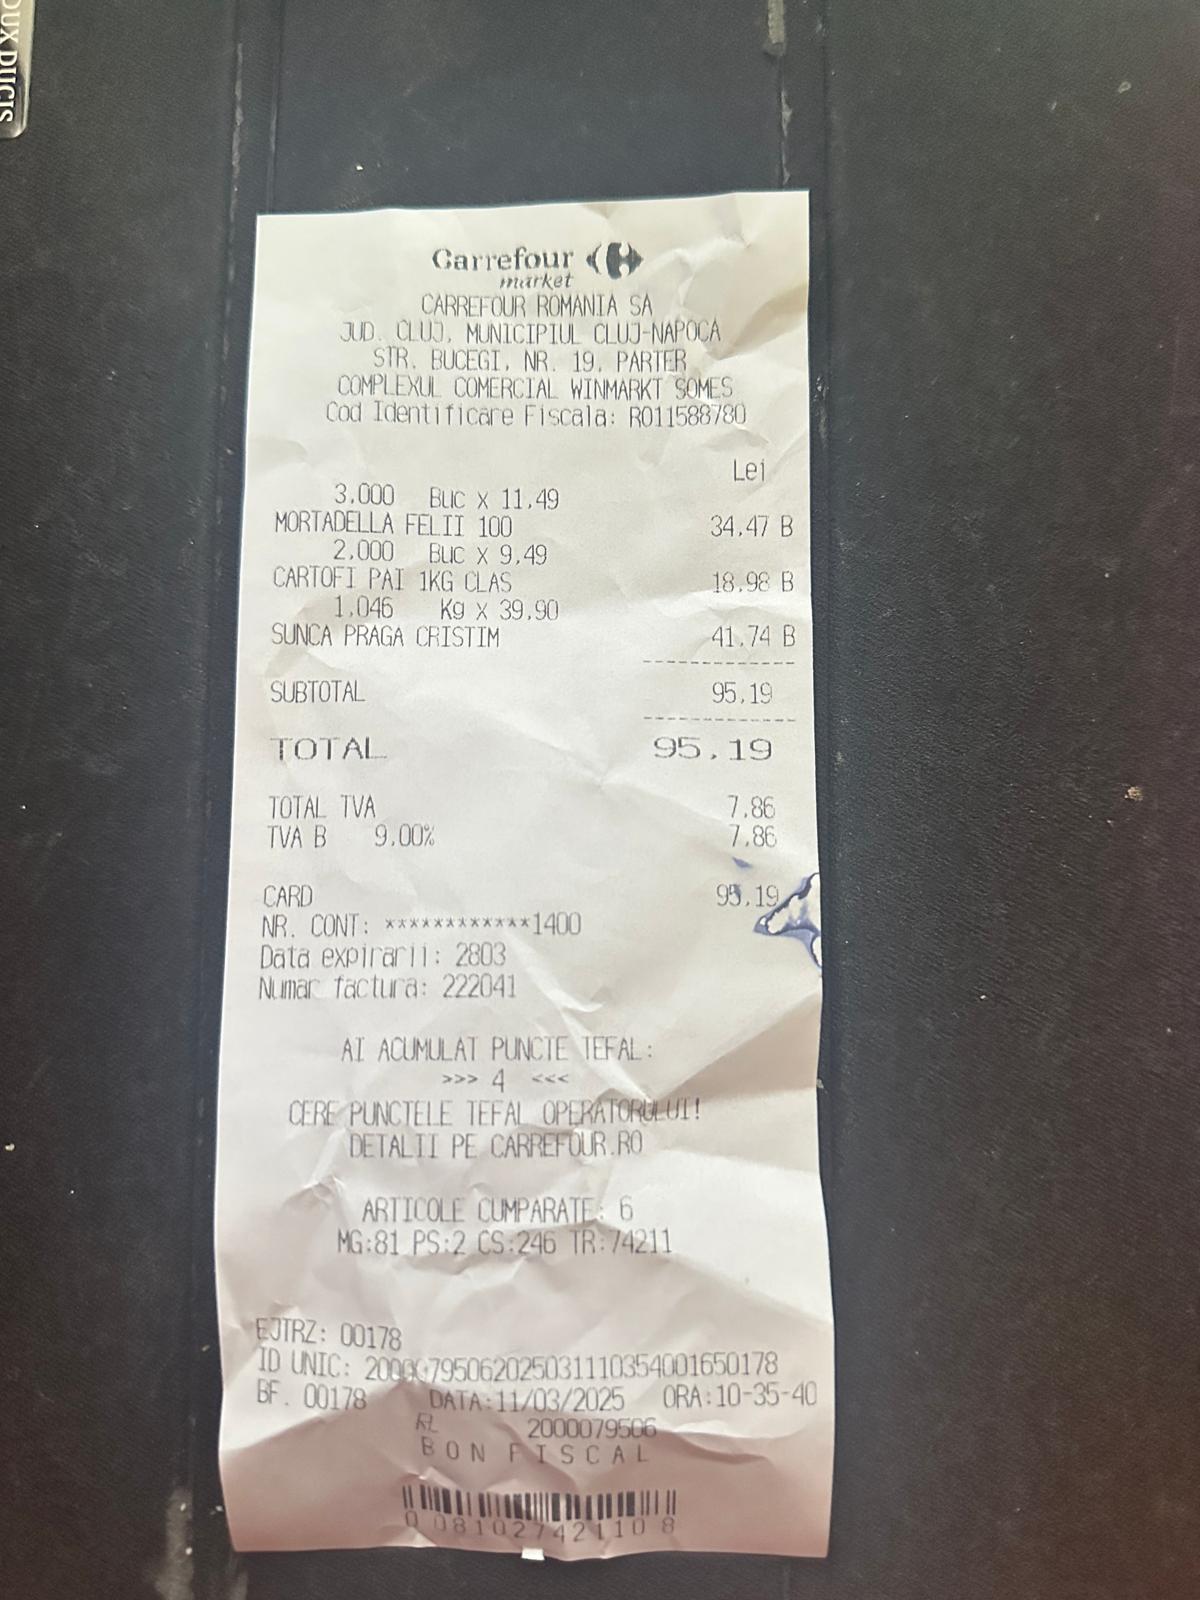 OUX DUCIS
Carrefour
market
CARREFOUR ROMANIA SA
JUD. CLUJ, MUNICIPIUL CLUJ-NAPOCA
STR. BUCEGI, NR. 19, PARTER
COMPLEXUL COMERCIAL WINMARKT SOMES
Cod Identificare Fiscala: RO11588780
Lei
3.000 Buc X 11,49
MORTADELLA FELII 100 34,47 B
2.000 Buc X 9,49
CARTOFI PAI 1KG CLAS 18,98 B
1.046 Kg X 39,90
SUNCA PRAGA CRISTIM 41,74 B
SUBTOTAL 95,19
TOTAL 95,19
TOTAL TVA 7,86
TVA B 9,00% 7,86
CARD 95,19
NR. CONT: ************1400
Data expirarii: 2803
Numar factura: 222041
AI ACUMULAT PUNCTE TEFAL:
>>> 4 <<<
CERE PUNCTELE TEFAL OPERATORULUI!
DETALII PE CARREFOUR.RO
ARTICOLE CUMPARATE: 6
MG:81 PS:2 CS:246 TR:74211
EJTRZ: 00178
ID UNIC: 20000795062025031110354001650178
BF. 00178 DATA:11/03/2025 ORA:10-35-40
2000079506
BON FISCAL
0 081027421108